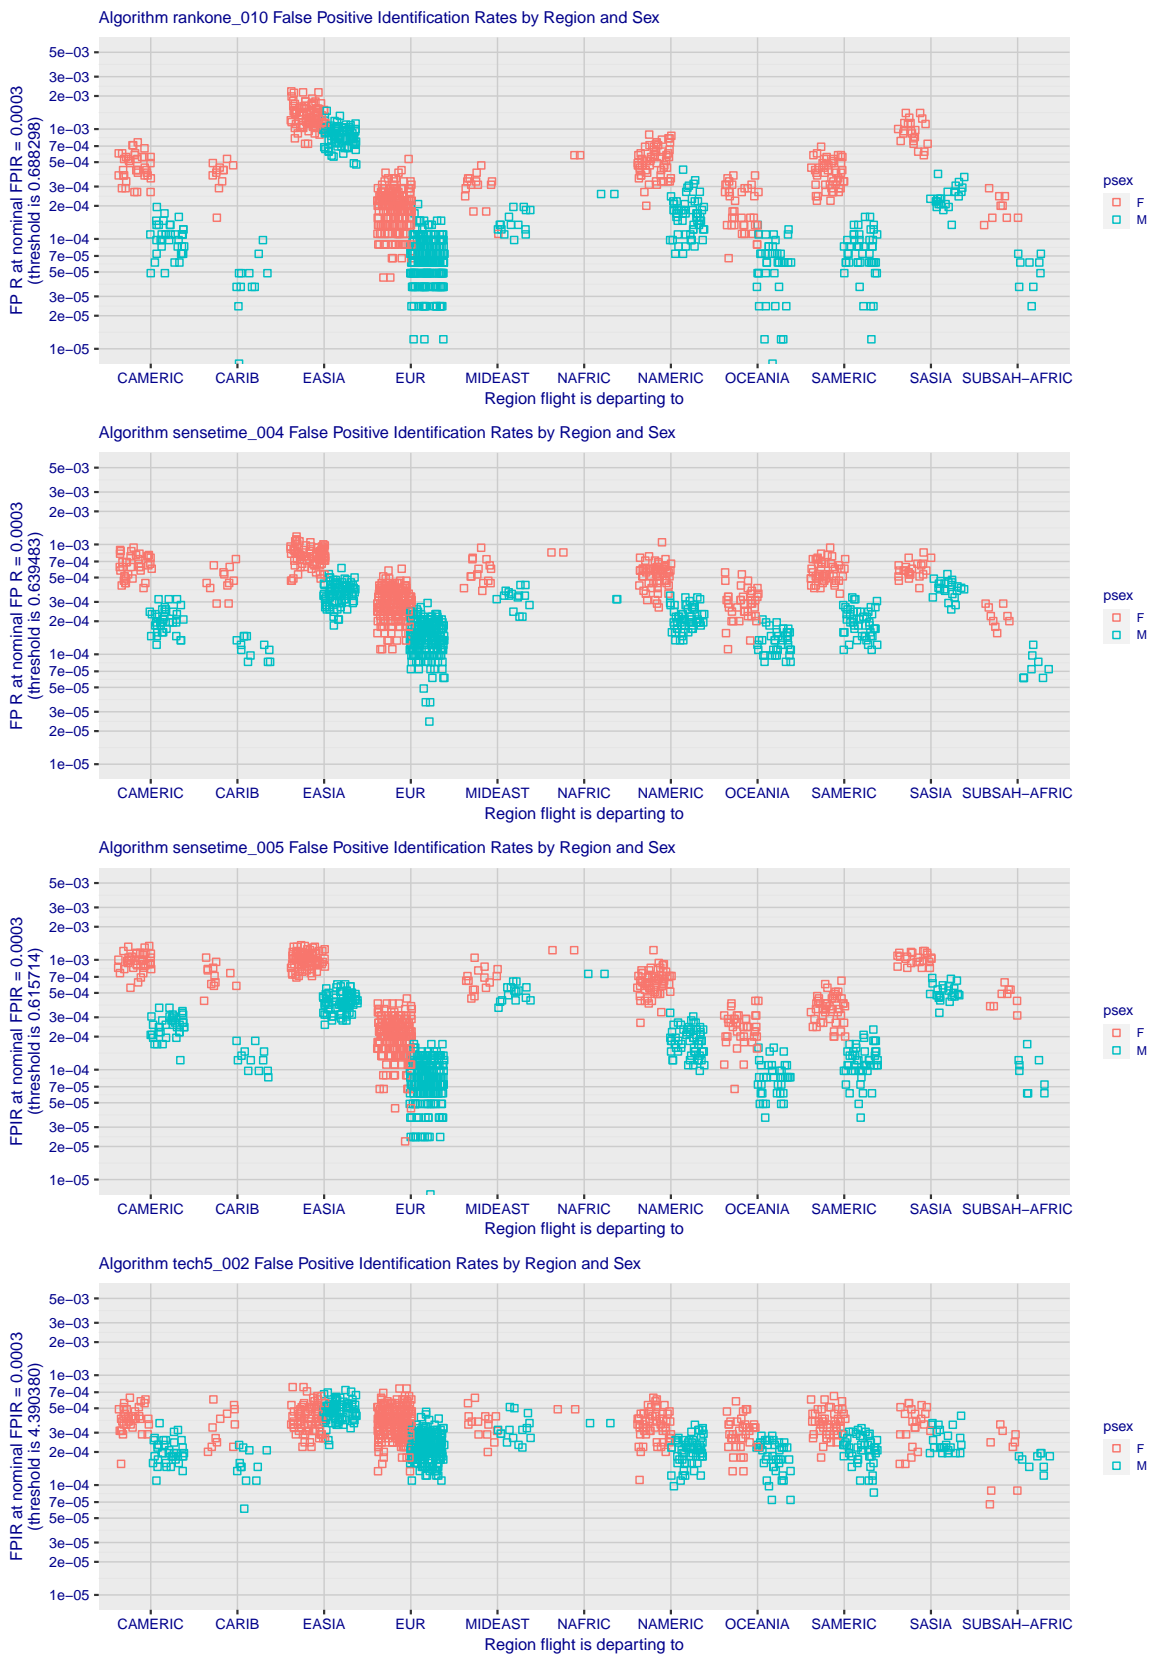 Algorithm rankone_010 False Positive Identification Rates by Region and Sex
FP R at nominal FPIR = 0.0003
(threshold is 0.688298)
5e−03
3e−03
2e−03
1e−03
7e−04
5e−04
3e−04
2e−04
1e−04
7e−05
5e−05
3e−05
2e−05
1e−05
CAMERIC CARIB EASIA EUR MIDEAST NAFRIC NAMERIC OCEANIA SAMERIC SASIA SUBSAH−AFRIC
Region flight is departing to
psex
F
M
Algorithm sensetime_004 False Positive Identification Rates by Region and Sex
FP R at nominal FP R = 0.0003
(threshold is 0.639483)
5e−03
3e−03
2e−03
1e−03
7e−04
5e−04
3e−04
2e−04
1e−04
7e−05
5e−05
3e−05
2e−05
1e−05
CAMERIC CARIB EASIA EUR MIDEAST NAFRIC NAMERIC OCEANIA SAMERIC SASIA SUBSAH−AFRIC
Region flight is departing to
psex
F
M
Algorithm sensetime_005 False Positive Identification Rates by Region and Sex
FPIR at nominal FPIR = 0.0003
(threshold is 0.615714)
5e−03
3e−03
2e−03
1e−03
7e−04
5e−04
3e−04
2e−04
1e−04
7e−05
5e−05
3e−05
2e−05
1e−05
CAMERIC CARIB EASIA EUR MIDEAST NAFRIC NAMERIC OCEANIA SAMERIC SASIA SUBSAH−AFRIC
Region flight is departing to
psex
F
M
Algorithm tech5_002 False Positive Identification Rates by Region and Sex
FPIR at nominal FPIR = 0.0003
(threshold is 4.390380)
5e−03
3e−03
2e−03
1e−03
7e−04
5e−04
3e−04
2e−04
1e−04
7e−05
5e−05
3e−05
2e−05
1e−05
CAMERIC CARIB EASIA EUR MIDEAST NAFRIC NAMERIC OCEANIA SAMERIC SASIA SUBSAH−AFRIC
Region flight is departing to
psex
F
M